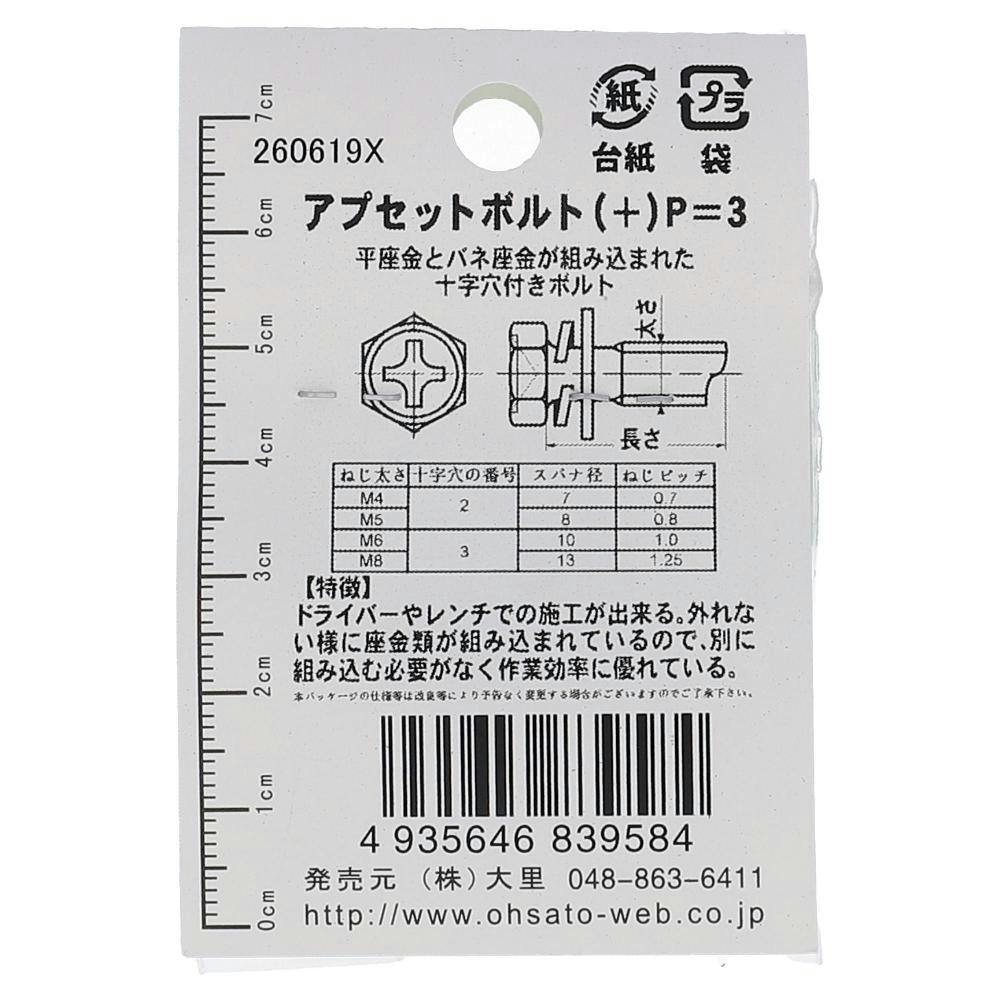 7cm
6cm
5cm
4cm
3cm
2cm
1cm
0cm
260619X
紙 プラ
台紙 袋
アプセットボルト(+)P=3
平座金とバネ座金が組み込まれた
十字穴付きボルト
太さ
長さ
ねじ太さ 十字穴の番号 スパナ径 ねじピッチ
M4 2 7 0.7
M5 8 0.8
M6 3 10 1.0
M8 13 1.25
【特徴】
ドライバーやレンチでの施工が出来る。外れな
い様に座金類が組み込まれているので、別に
組み込む必要がなく作業効率に優れている。
本パッケージの仕様等は改良等により予告なく変更する場合がございますのでご了承下さい。
4 935646 839584
発売元 (株)大里 048-863-6411
http://www.ohsato-web.co.jp